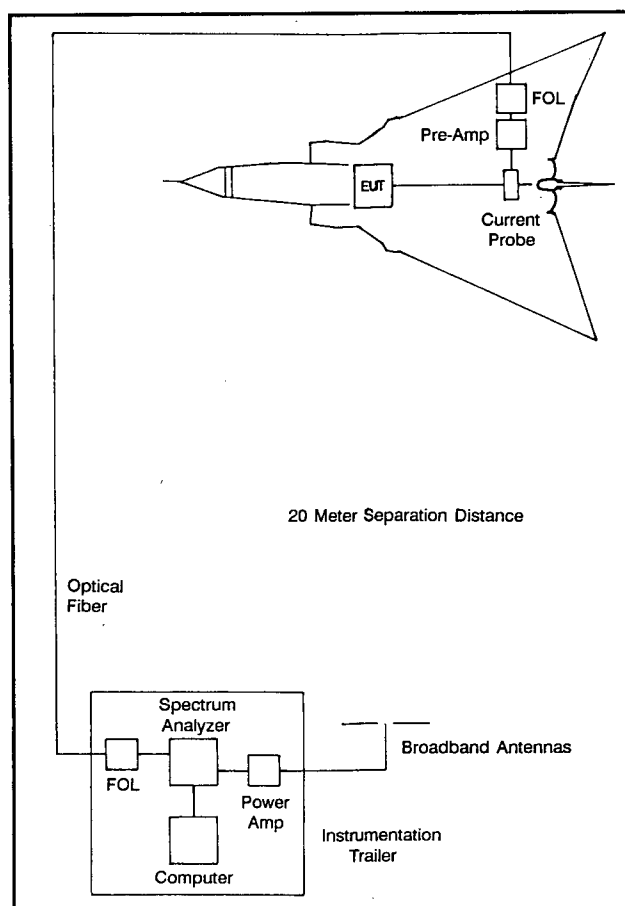 FOL
Pre-Amp
EUT
Current
Probe
20 Meter Separation Distance
Optical
Fiber
Spectrum
Analyzer
Broadband Antennas
FOL
Power
Amp
Instrumentation
Trailer
Computer